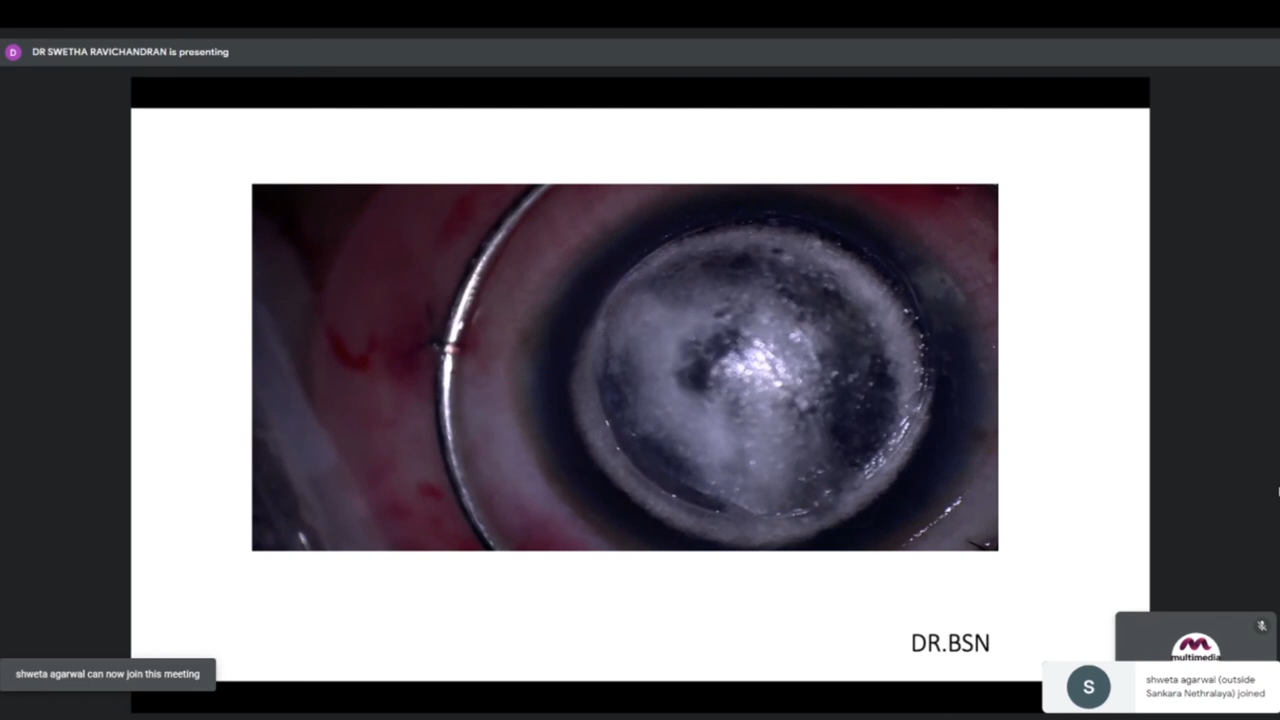 D
DR SWETHA RAVICHANDRAN is presenting
DR.BSN
multimedia
shweta agarwal can now join this meeting
S
shweta agarwal (outside
Sankara Nethralaya) joined